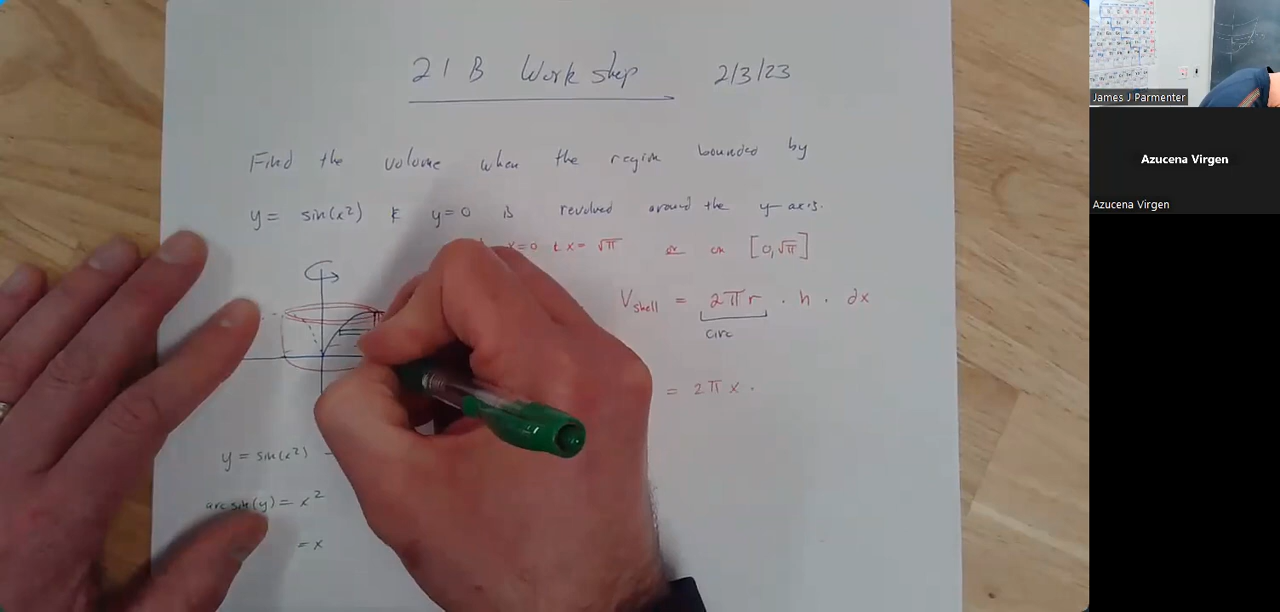 21B Workshop 2/3/23
Find the volume when the region bounded by
y = sin(x²) & y=0 is revolved around the y-axis.
x=0 & x= √π or on [0,√π]
V shell = 2πr · h · dx
circ
= 2πx ·
y = sin(x²)
arcsin(y) = x²
= x
James J Parmenter
Azucena Virgen
Azucena Virgen